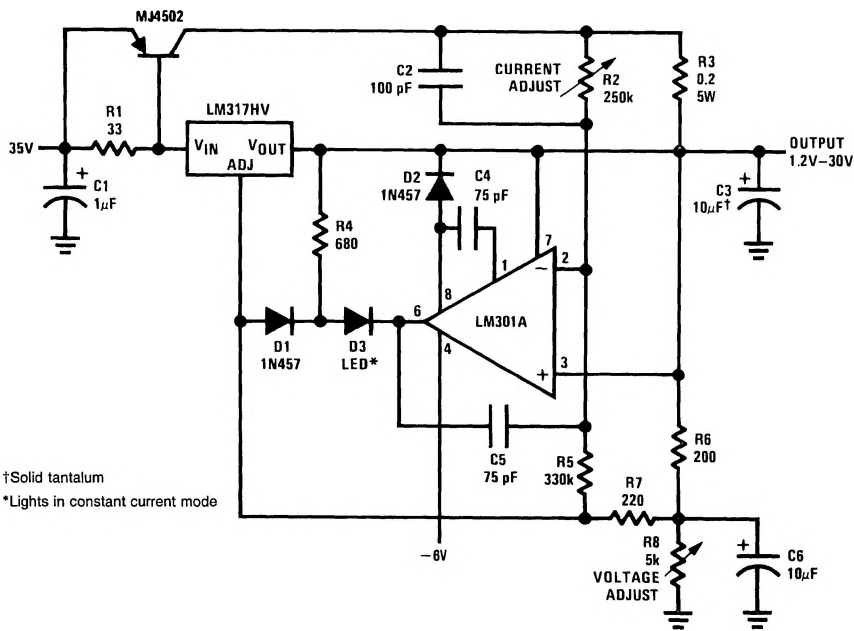 MJ4502
C2
100 pF
CURRENT
ADJUST
R2
250k
R3
0.2
5W
R1
33
LM317HV
35V
VIN
VOUT
ADJ
OUTPUT
1.2V–30V
C1
1μF
+
D2
1N457
C4
75 pF
C3
10μF†
+
R4
680
7
1
2
−
8
6
LM301A
4
3
+
D1
1N457
D3
LED*
C5
75 pF
R5
330k
R6
200
†Solid tantalum
*Lights in constant current mode
R7
220
−6V
R8
5k
VOLTAGE
ADJUST
+
C6
10μF